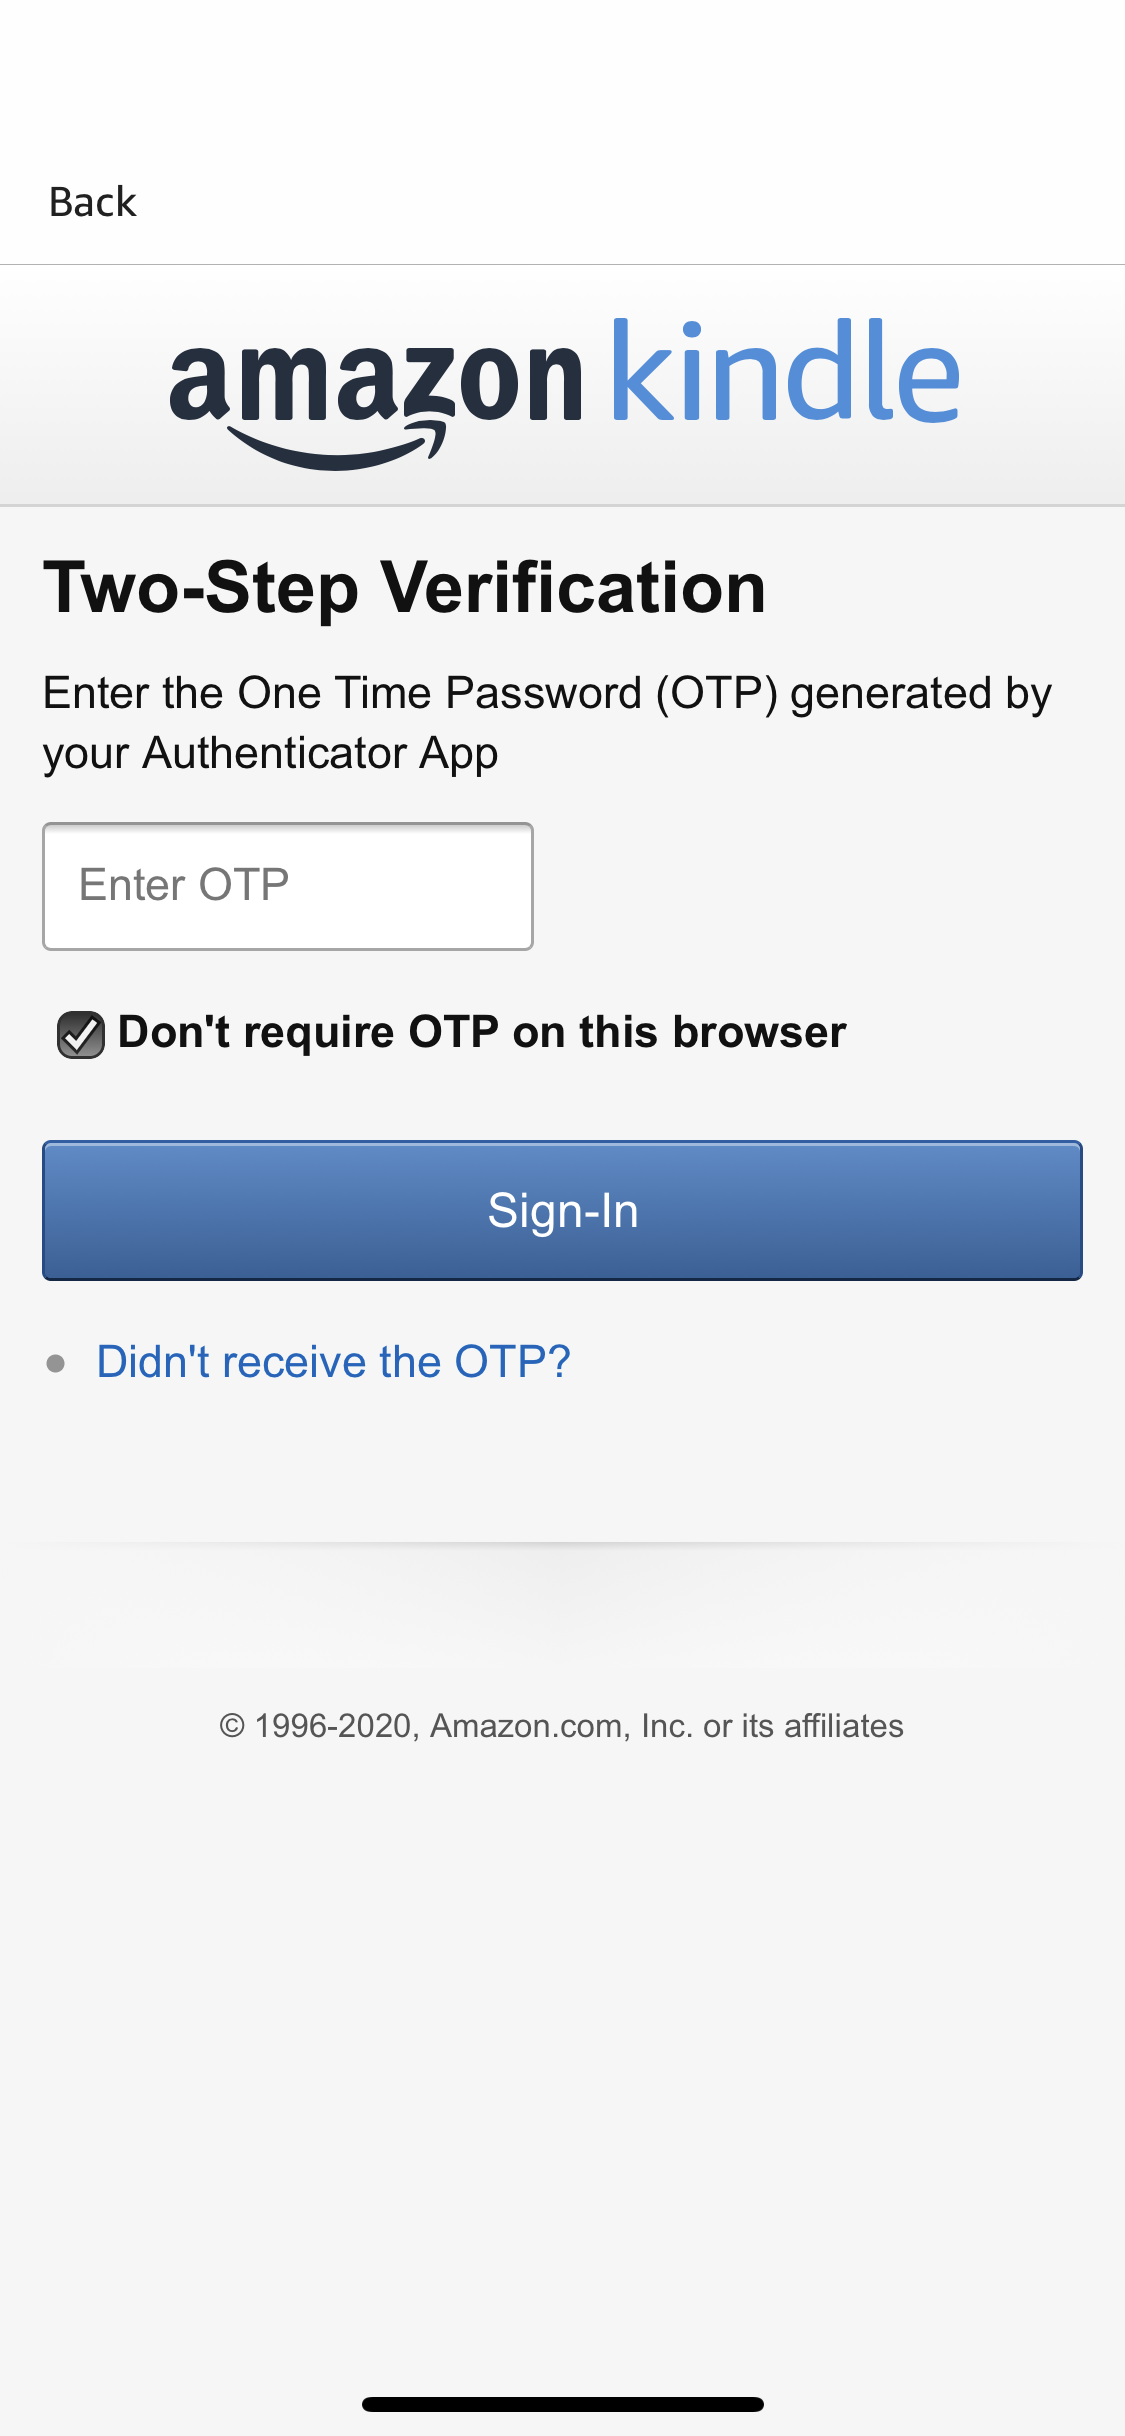 Back
amazon kindle
Two-Step Verification
Enter the One Time Password (OTP) generated by
your Authenticator App
Enter OTP
Don't require OTP on this browser
Sign-In
Didn't receive the OTP?
© 1996-2020, Amazon.com, Inc. or its affiliates